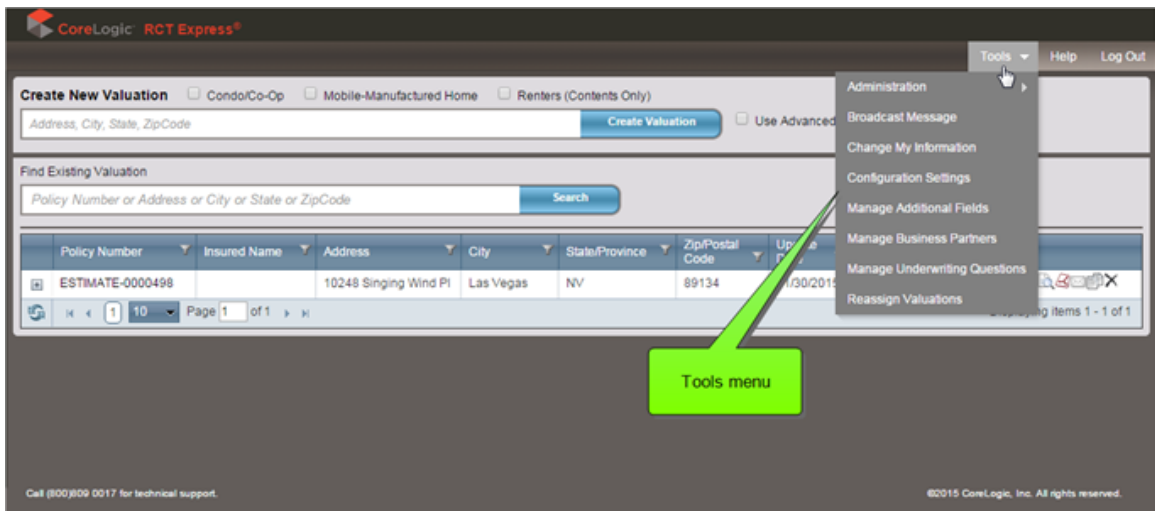 CoreLogic RCT Express®
Tools Help Log Out
Create New Valuation Condo/Co-Op Mobile-Manufactured Home Renters (Contents Only)
Address, City, State, ZipCode Create Valuation Use Advanced
Find Existing Valuation
Policy Number or Address or City or State or ZipCode Search
Administration
Broadcast Message
Change My Information
Configuration Settings
Manage Additional Fields
Manage Business Partners
Manage Underwriting Questions
Reassign Valuations
Policy Number Insured Name Address City State/Province Zip/Postal Code
ESTIMATE-0000498 10248 Singing Wind Pl Las Vegas NV 89134 1/30/2015
1 10 Page 1 of 1 items 1 - 1 of 1
Tools menu
Call (800)809 0017 for technical support. ©2015 CoreLogic, Inc. All rights reserved.